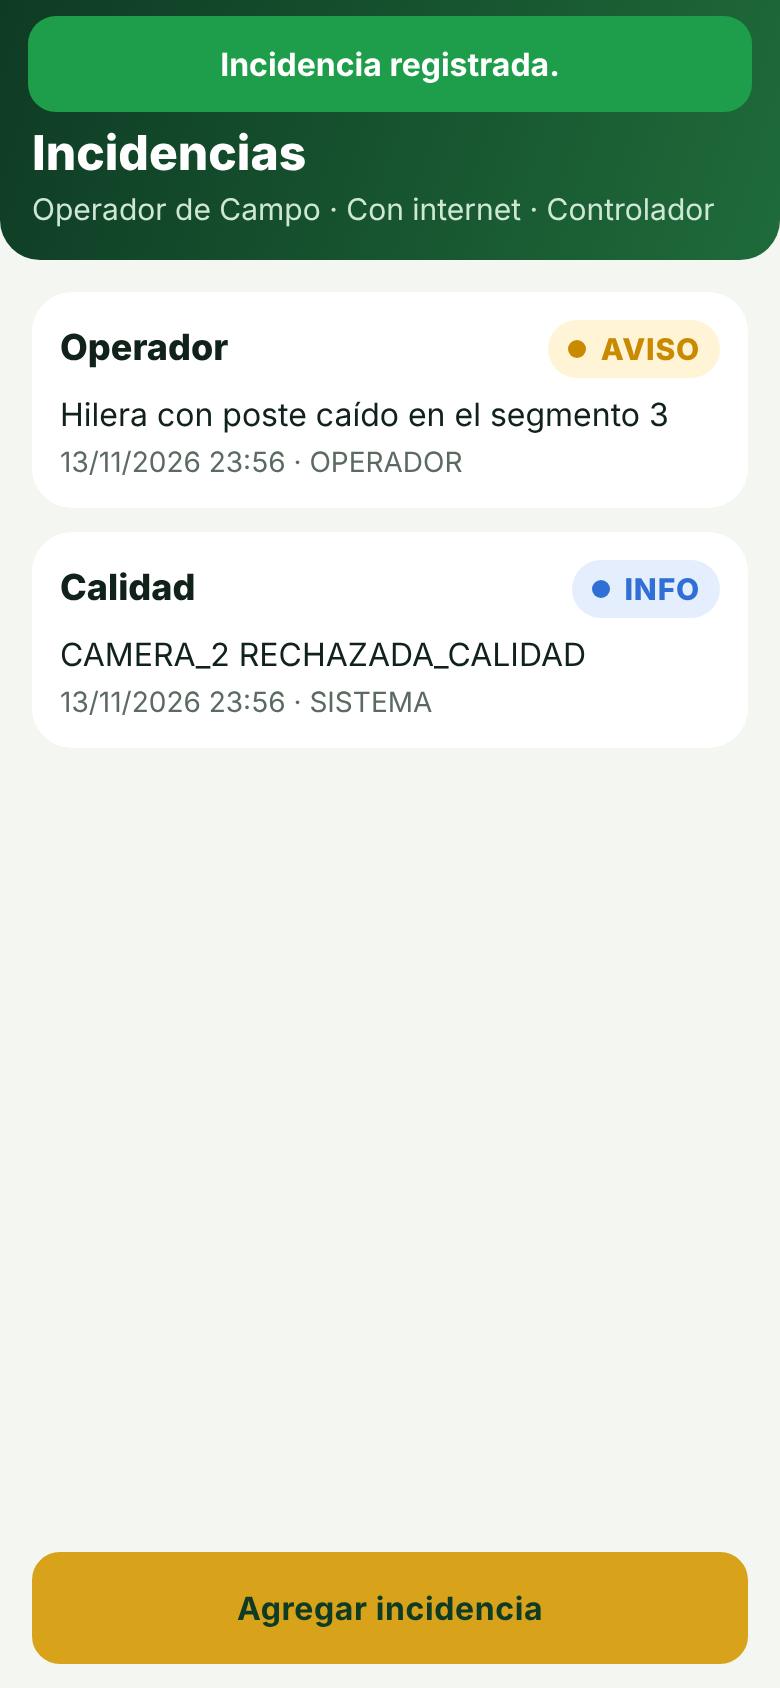 Incidencia registrada.
Incidencias
Operador de Campo · Con internet · Controlador
Operador
AVISO
Hilera con poste caído en el segmento 3
13/11/2026 23:56 · OPERADOR
Calidad
INFO
CAMERA_2 RECHAZADA_CALIDAD
13/11/2026 23:56 · SISTEMA
Agregar incidencia